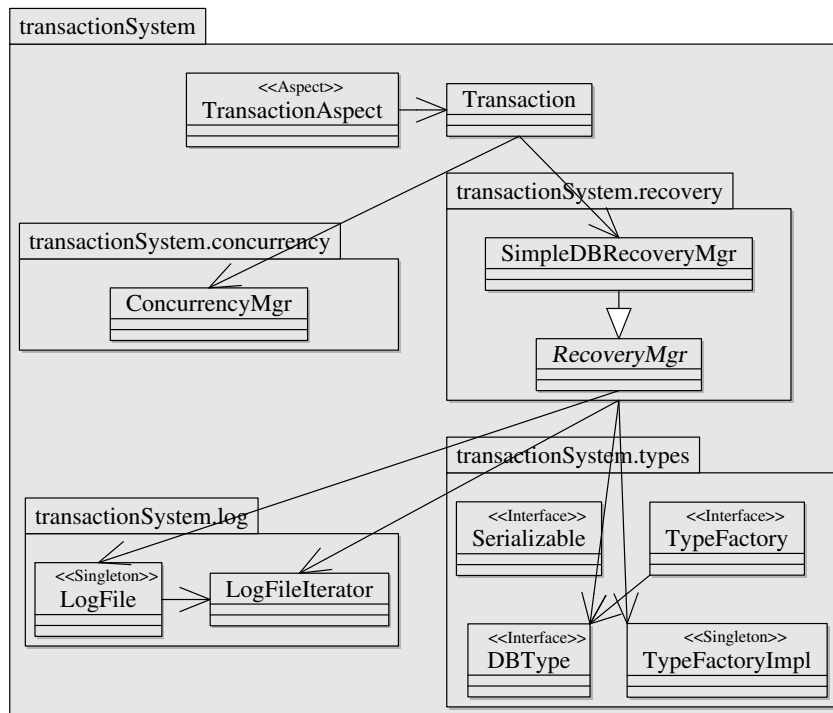 transactionSystem
<<Aspect>>
TransactionAspect
Transaction
transactionSystem.recovery
transactionSystem.concurrency
SimpleDBRecoveryMgr
ConcurrencyMgr
RecoveryMgr
transactionSystem.types
transactionSystem.log
<<Interface>>
Serializable
<<Interface>>
TypeFactory
<<Singleton>>
LogFile
LogFileIterator
<<Interface>>
DBType
<<Singleton>>
TypeFactoryImpl